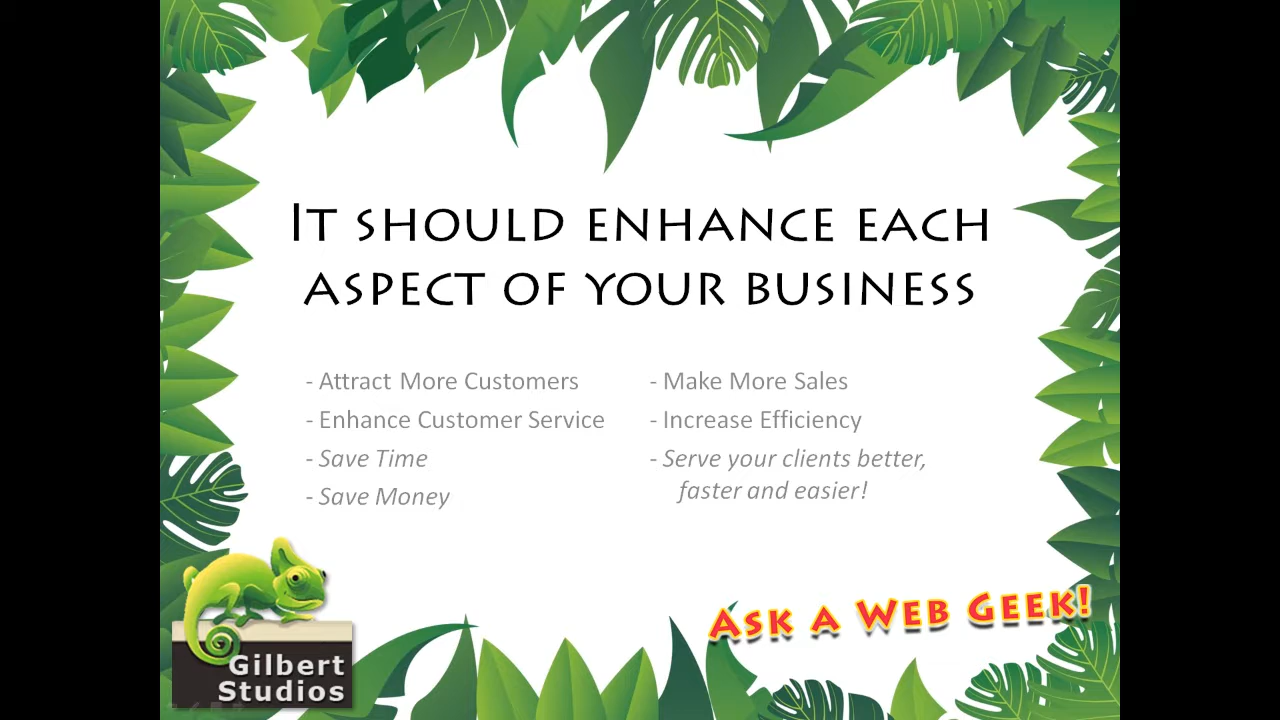 It should enhance each
aspect of your business
- Attract More Customers
- Enhance Customer Service
- Save Time
- Save Money
- Make More Sales
- Increase Efficiency
- Serve your clients better,
faster and easier!
Ask a Web Geek!
Gilbert
Studios